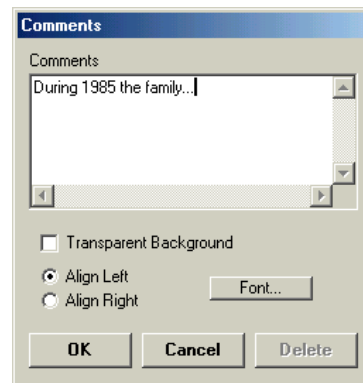 Comments
Comments
During 1985 the family...
Transparent Background
Align Left
Align Right
Font...
OK
Cancel
Delete